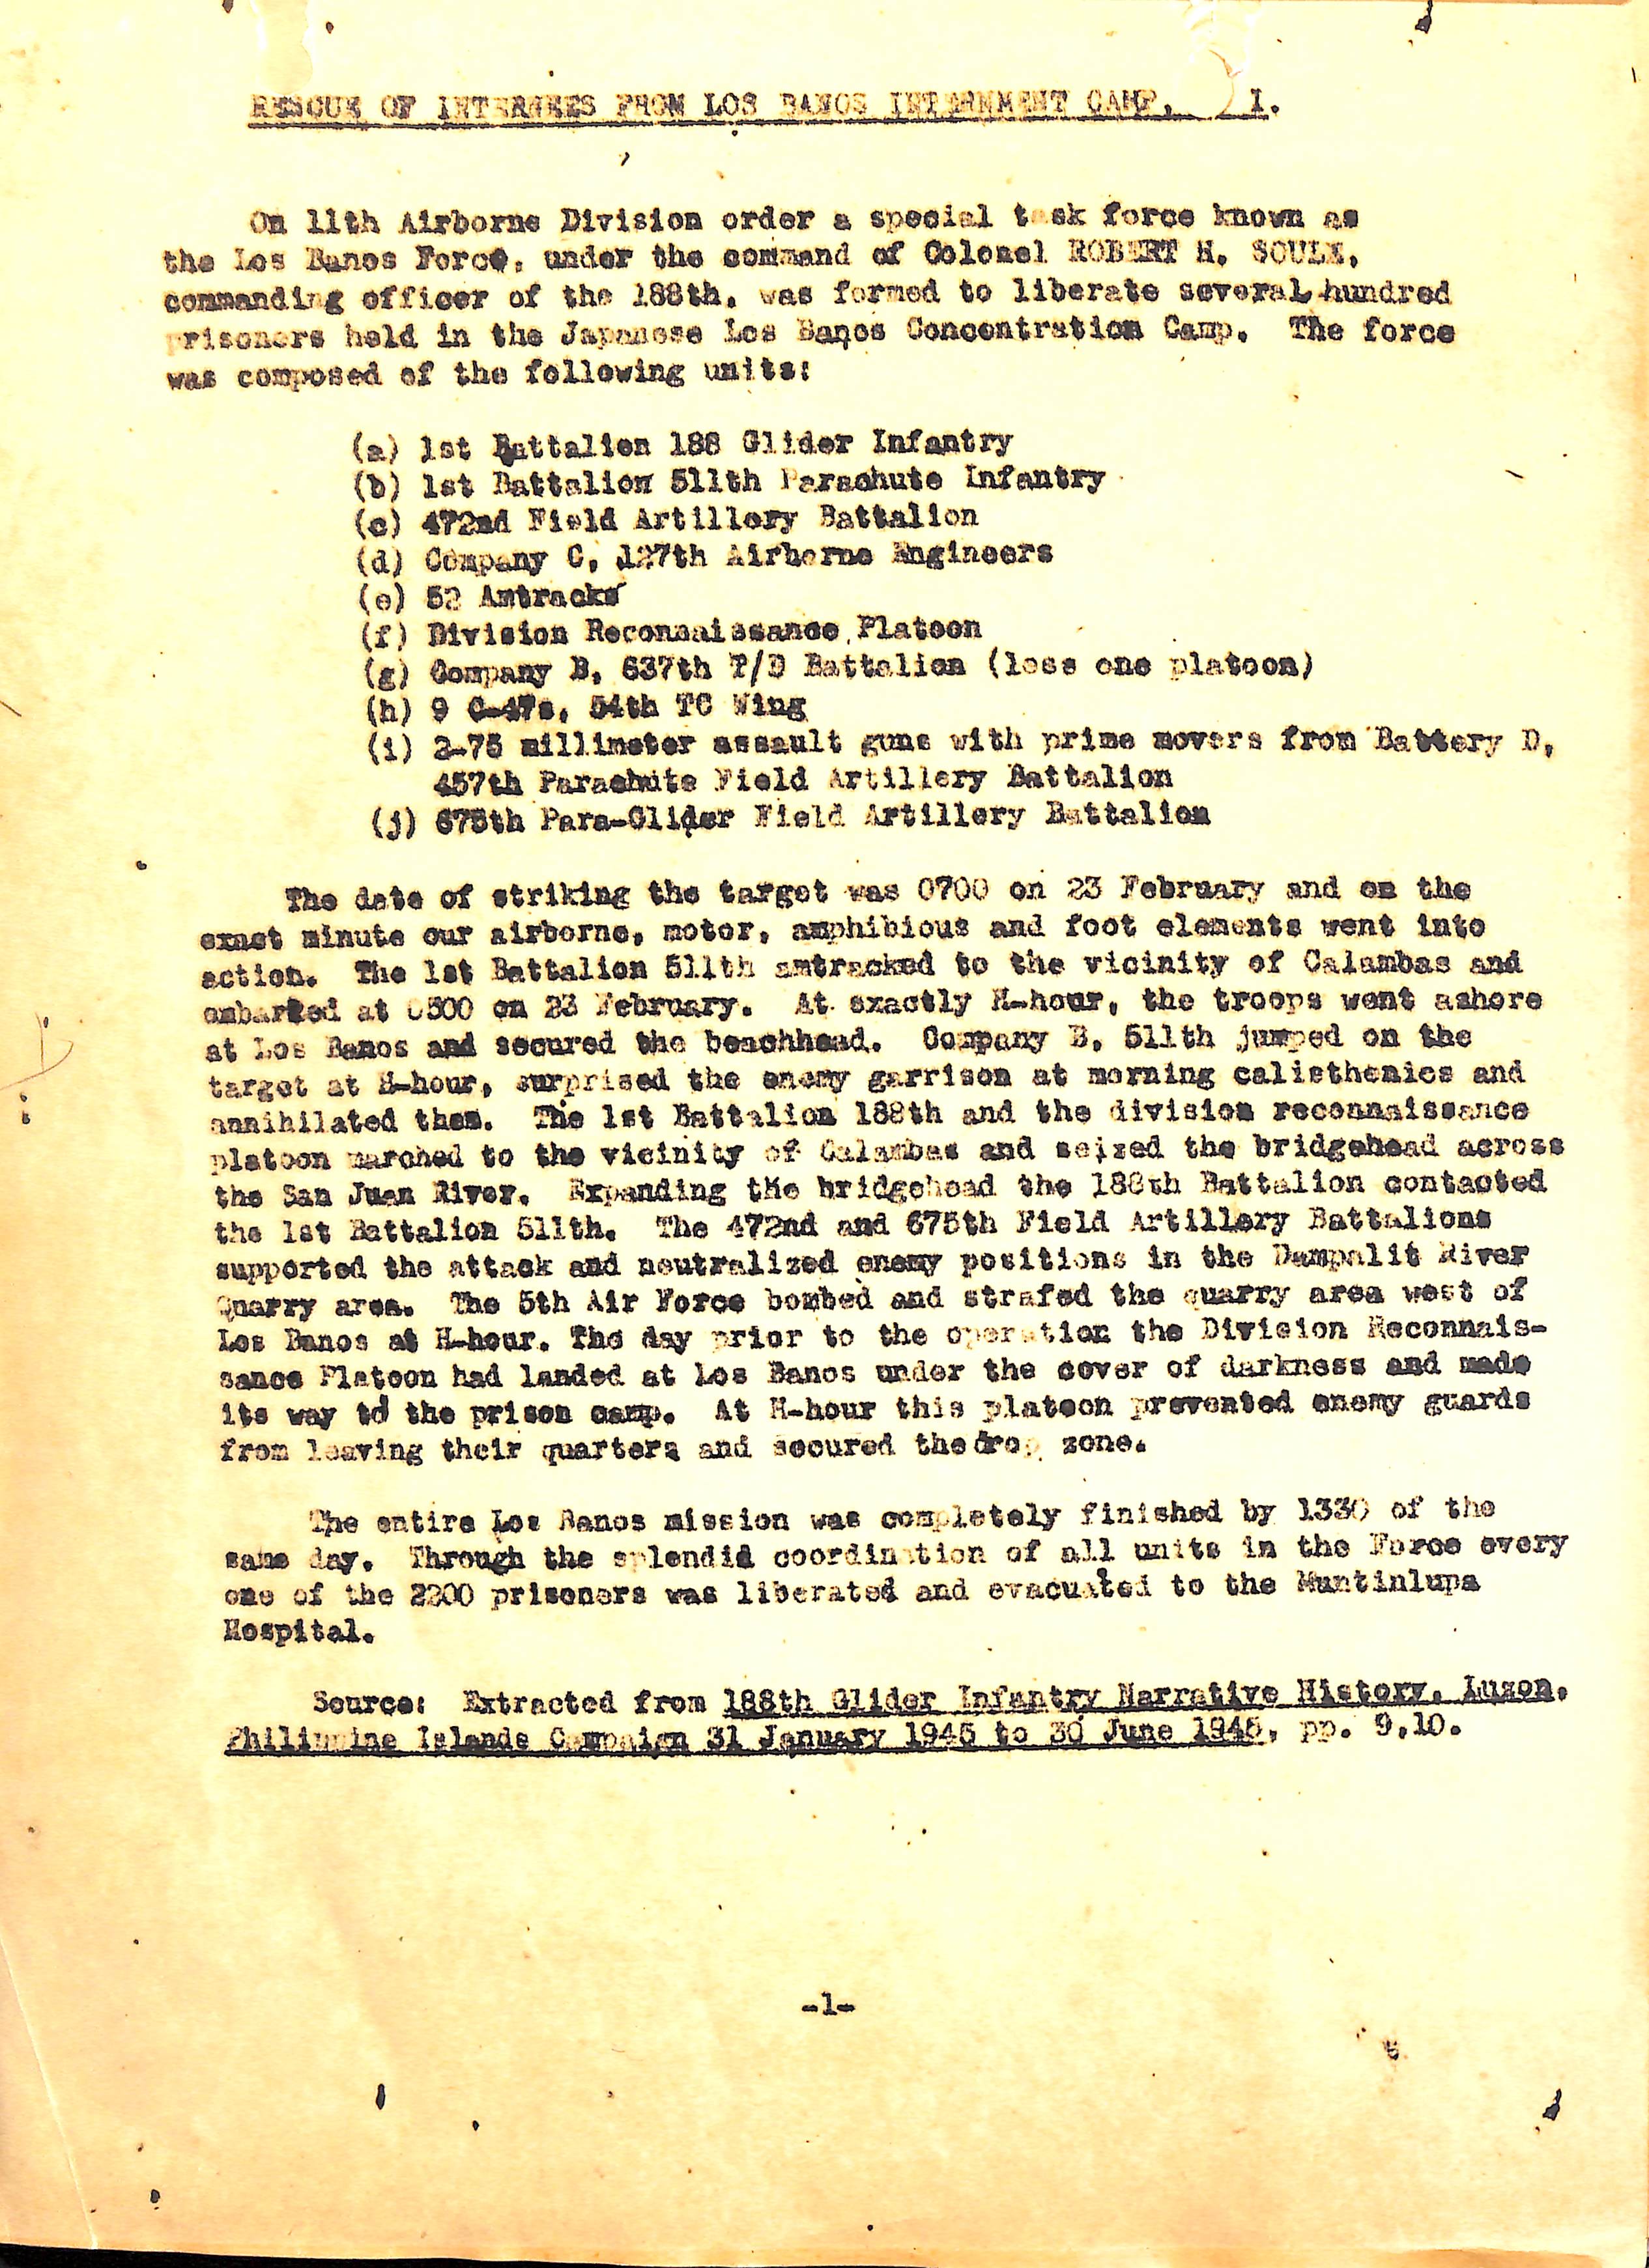 RESCUE OF INTERNEES FROM LOS BANOS INTERNMENT CAMP, I.
On 11th Airborne Division order a special task force known as
the Los Banos Force, under the command of Colonel ROBERT H. SOULE,
commanding officer of the 188th, was formed to liberate several hundred
prisoners held in the Japanese Los Banos Concentration Camp. The force
was composed of the following units:
(a) 1st Battalion 188 Glider Infantry
(b) 1st Battalion 511th Parachute Infantry
(c) 472nd Field Artillery Battalion
(d) Company C, 127th Airborne Engineers
(e) 52 Amtracks
(f) Division Reconnaissance Platoon
(g) Company B, 637th T/D Battalion (less one platoon)
(h) 9 C-47s, 54th TC Wing
(i) 2-75 millimeter assault guns with prime movers from Battery D,
457th Parachute Field Artillery Battalion
(j) 675th Para-Glider Field Artillery Battalion
The date of striking the target was 0700 on 23 February and on the
exact minute our airborne, motor, amphibious and foot elements went into
action. The 1st Battalion 511th amtracked to the vicinity of Calambas and
embarked at 0500 on 23 February. At exactly H-hour, the troops went ashore
at Los Banos and secured the beachhead. Company B, 511th jumped on the
target at H-hour, surprised the enemy garrison at morning calisthenics and
annihilated them. The 1st Battalion 188th and the division reconnaissance
platoon marched to the vicinity of Calambas and seized the bridgehead across
the San Juan River. Expanding the bridgehead the 188th Battalion contacted
the 1st Battalion 511th. The 472nd and 675th Field Artillery Battalions
supported the attack and neutralized enemy positions in the Dampalit River
Quarry area. The 5th Air Force bombed and strafed the quarry area west of
Los Banos at H-hour. The day prior to the operation the Division Reconnais-
sance Platoon had landed at Los Banos under the cover of darkness and made
its way to the prison camp. At H-hour this platoon prevented enemy guards
from leaving their quarters and secured the drop zone.
The entire Los Banos mission was completely finished by 1330 of the
same day. Through the splendid coordination of all units in the Force every
one of the 2200 prisoners was liberated and evacuated to the Muntinlupa
Hospital.
Source: Extracted from 188th Glider Infantry Narrative History, Luzon,
Philippine Islands Campaign 31 January 1945 to 30 June 1945, pp. 9,10.
-1-